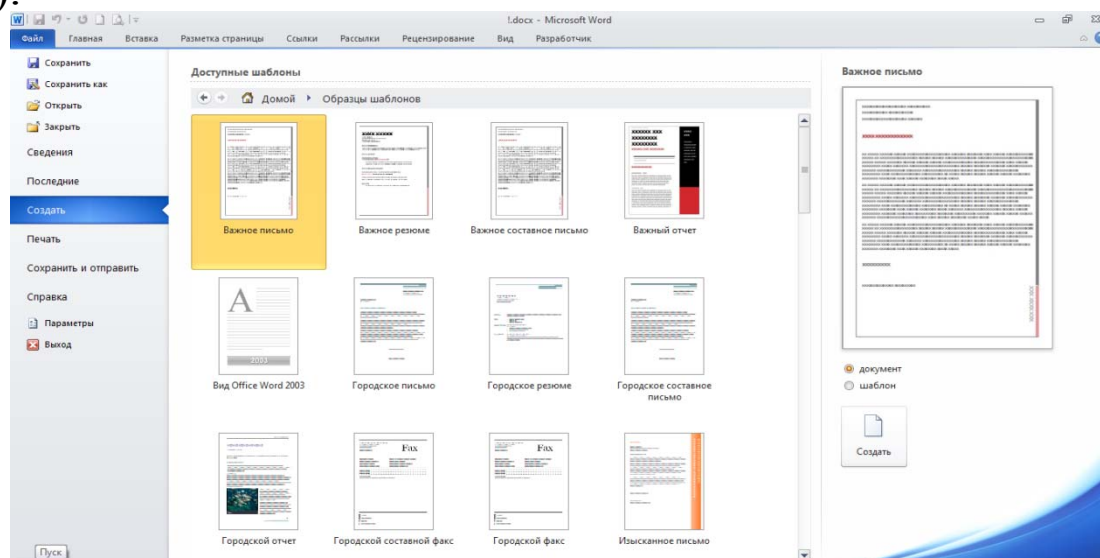 ).
!.docx - Microsoft Word
Файл Главная Вставка Разметка страницы Ссылки Рассылки Рецензирование Вид Разработчик
Сохранить
Сохранить как
Открыть
Закрыть
Сведения
Последние
Создать
Печать
Сохранить и отправить
Справка
Параметры
Выход
Пуск
Доступные шаблоны
Домой Образцы шаблонов
Важное письмо Важное резюме Важное составное письмо Важный отчет
A
2003
Вид Office Word 2003 Городское письмо Городское резюме Городское составное
письмо
Fax Fax
Городской отчет Городской составной факс Городской факс Изысканное письмо
Важное письмо
документ
шаблон
Создать